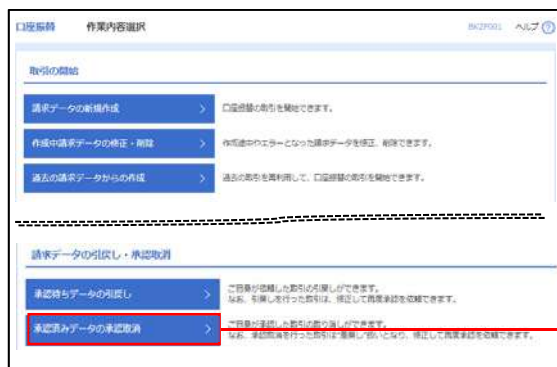 口座振替 作業内容選択 BKZF001 ヘルプ ?
取引の開始
請求データの新規作成 > 口座振替の取引を開始できます。
作成中請求データの修正・削除 > 作成途中やエラーとなった請求データを修正、削除できます。
過去の請求データからの作成 > 過去の取引を再利用して、口座振替の取引を開始できます。
請求データの引戻し・承認取消
承認待ちデータの引戻し > ご自身が依頼した取引の引戻しができます。
なお、引戻しを行った取引は、修正して再度承認を依頼できます。
承認済みデータの承認取消 > ご自身が承認した取引の取り消しができます。
なお、承認取消を行った取引は"差戻し"扱いとなり、修正して再度承認を依頼できます。